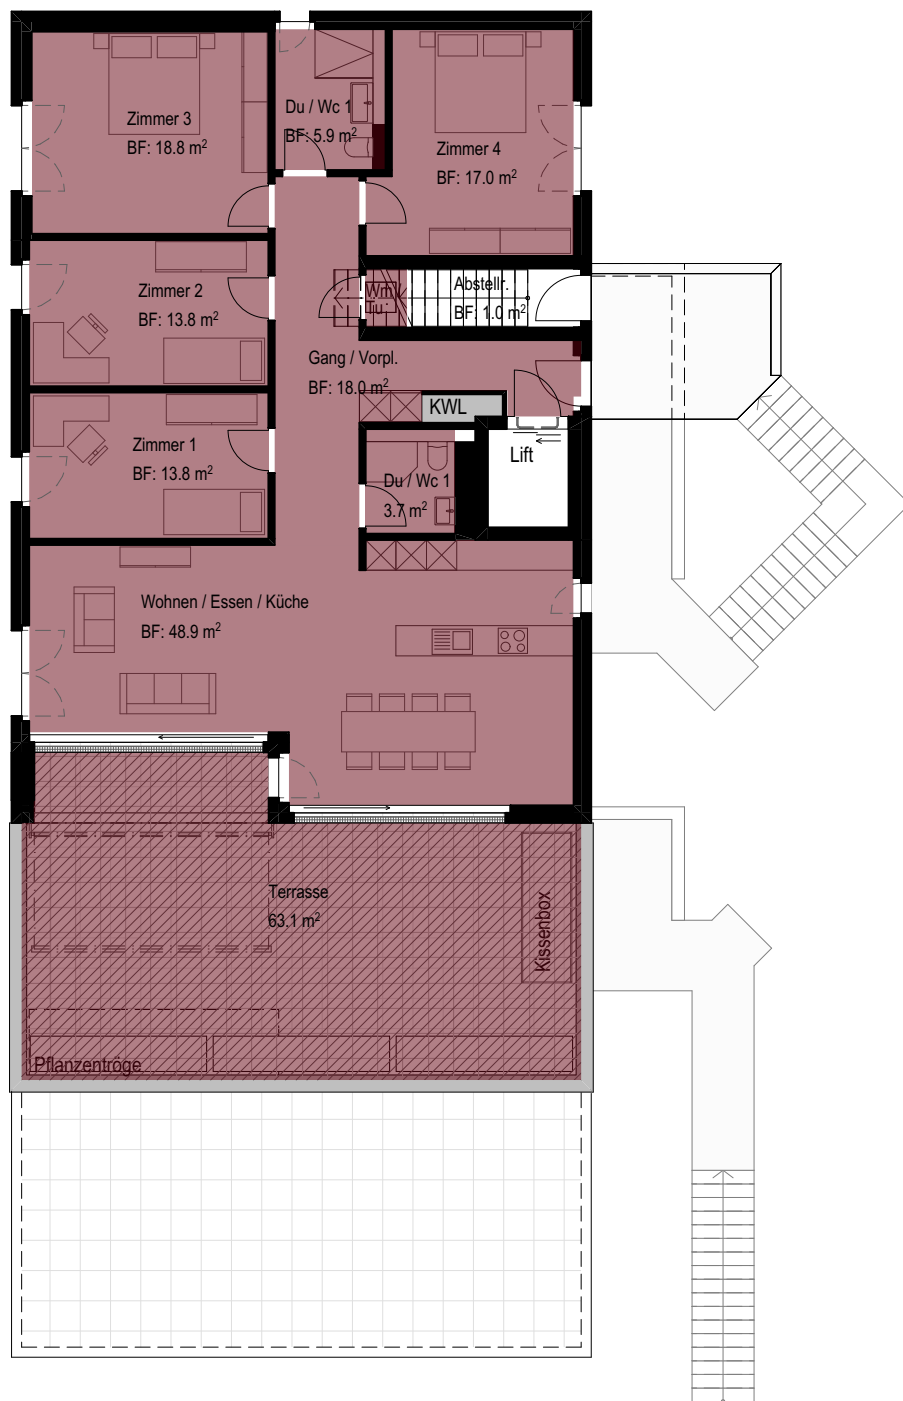 Zimmer 3
BF: 18.8 m²
Du / Wc 1
BF: 5.9 m²
Zimmer 4
BF: 17.0 m²
Zimmer 2
BF: 13.8 m²
Wm/
Tu:
Abstellr.
BF: 1.0 m²
Gang / Vorpl.
BF: 18.0 m²
KWL
Zimmer 1
BF: 13.8 m²
Lift
Du / Wc 1
3.7 m²
Wohnen / Essen / Küche
BF: 48.9 m²
Terrasse
63.1 m²
Kissenbox
Pflanzentröge